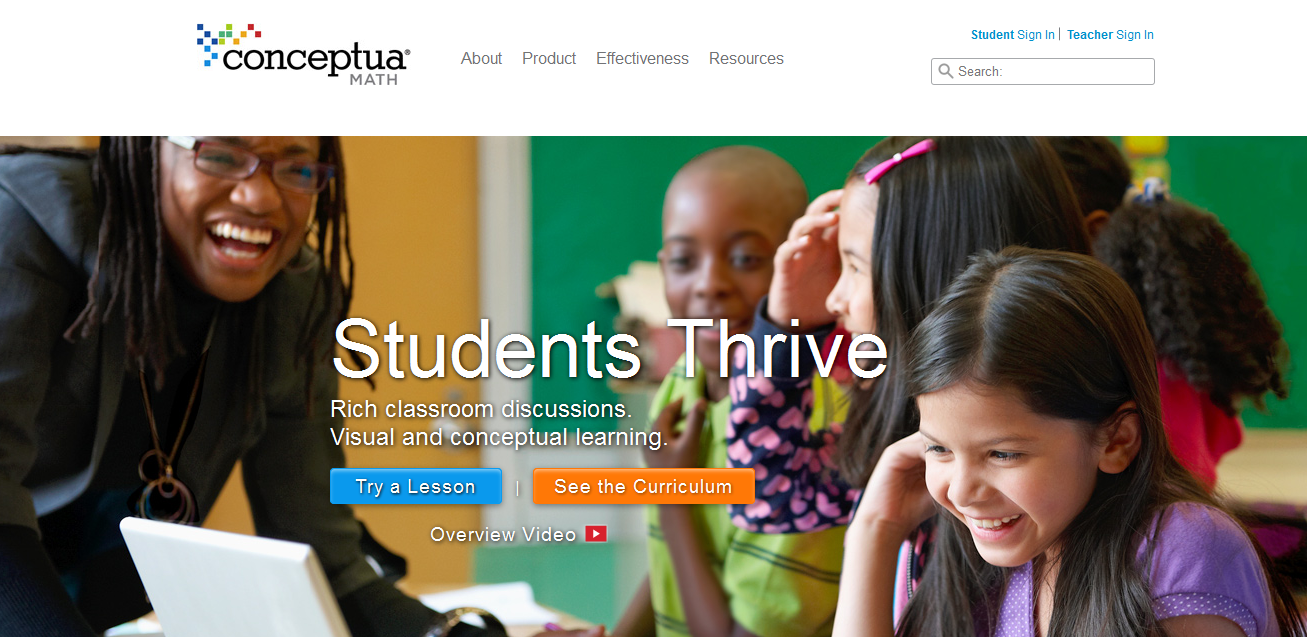 conceptua®
MATH
About Product Effectiveness Resources
Student Sign In | Teacher Sign In
Search:
Students Thrive
Rich classroom discussions.
Visual and conceptual learning.
Try a Lesson | See the Curriculum
Overview Video